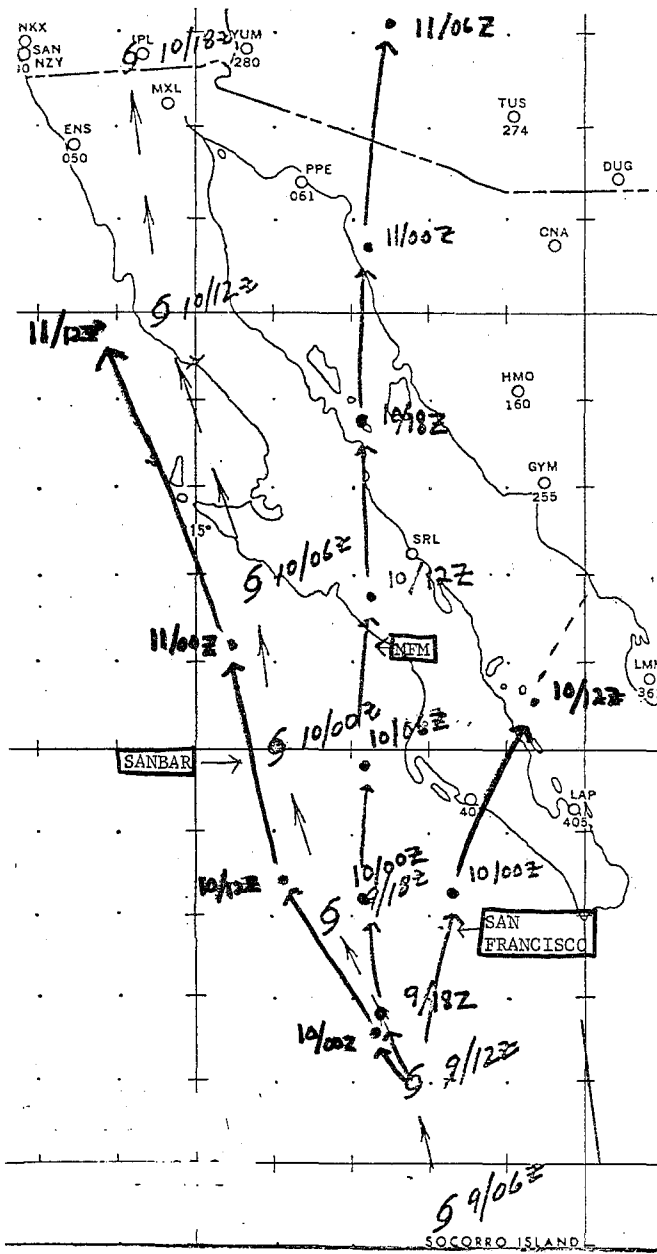 NKX
SAN
NZY
IPL
10/18Z
YUM
280
11/06Z
MXL
TUS
274
ENS
050
PPE
061
DUG
11/00Z
CNA
10/12Z
11/12Z
HMO
160
10/18Z
GYM
255
15°
SRL
10/06Z
10/12Z
11/00Z
MFM
LMM
10/12Z
10/00Z
10/06Z
SANBAR
40
LAP
405
10/12Z
10/00Z
9/18Z
10/00Z
SAN
FRANCISCO
9/18Z
10/00Z
9/12Z
9/06Z
SOCORRO ISLAND